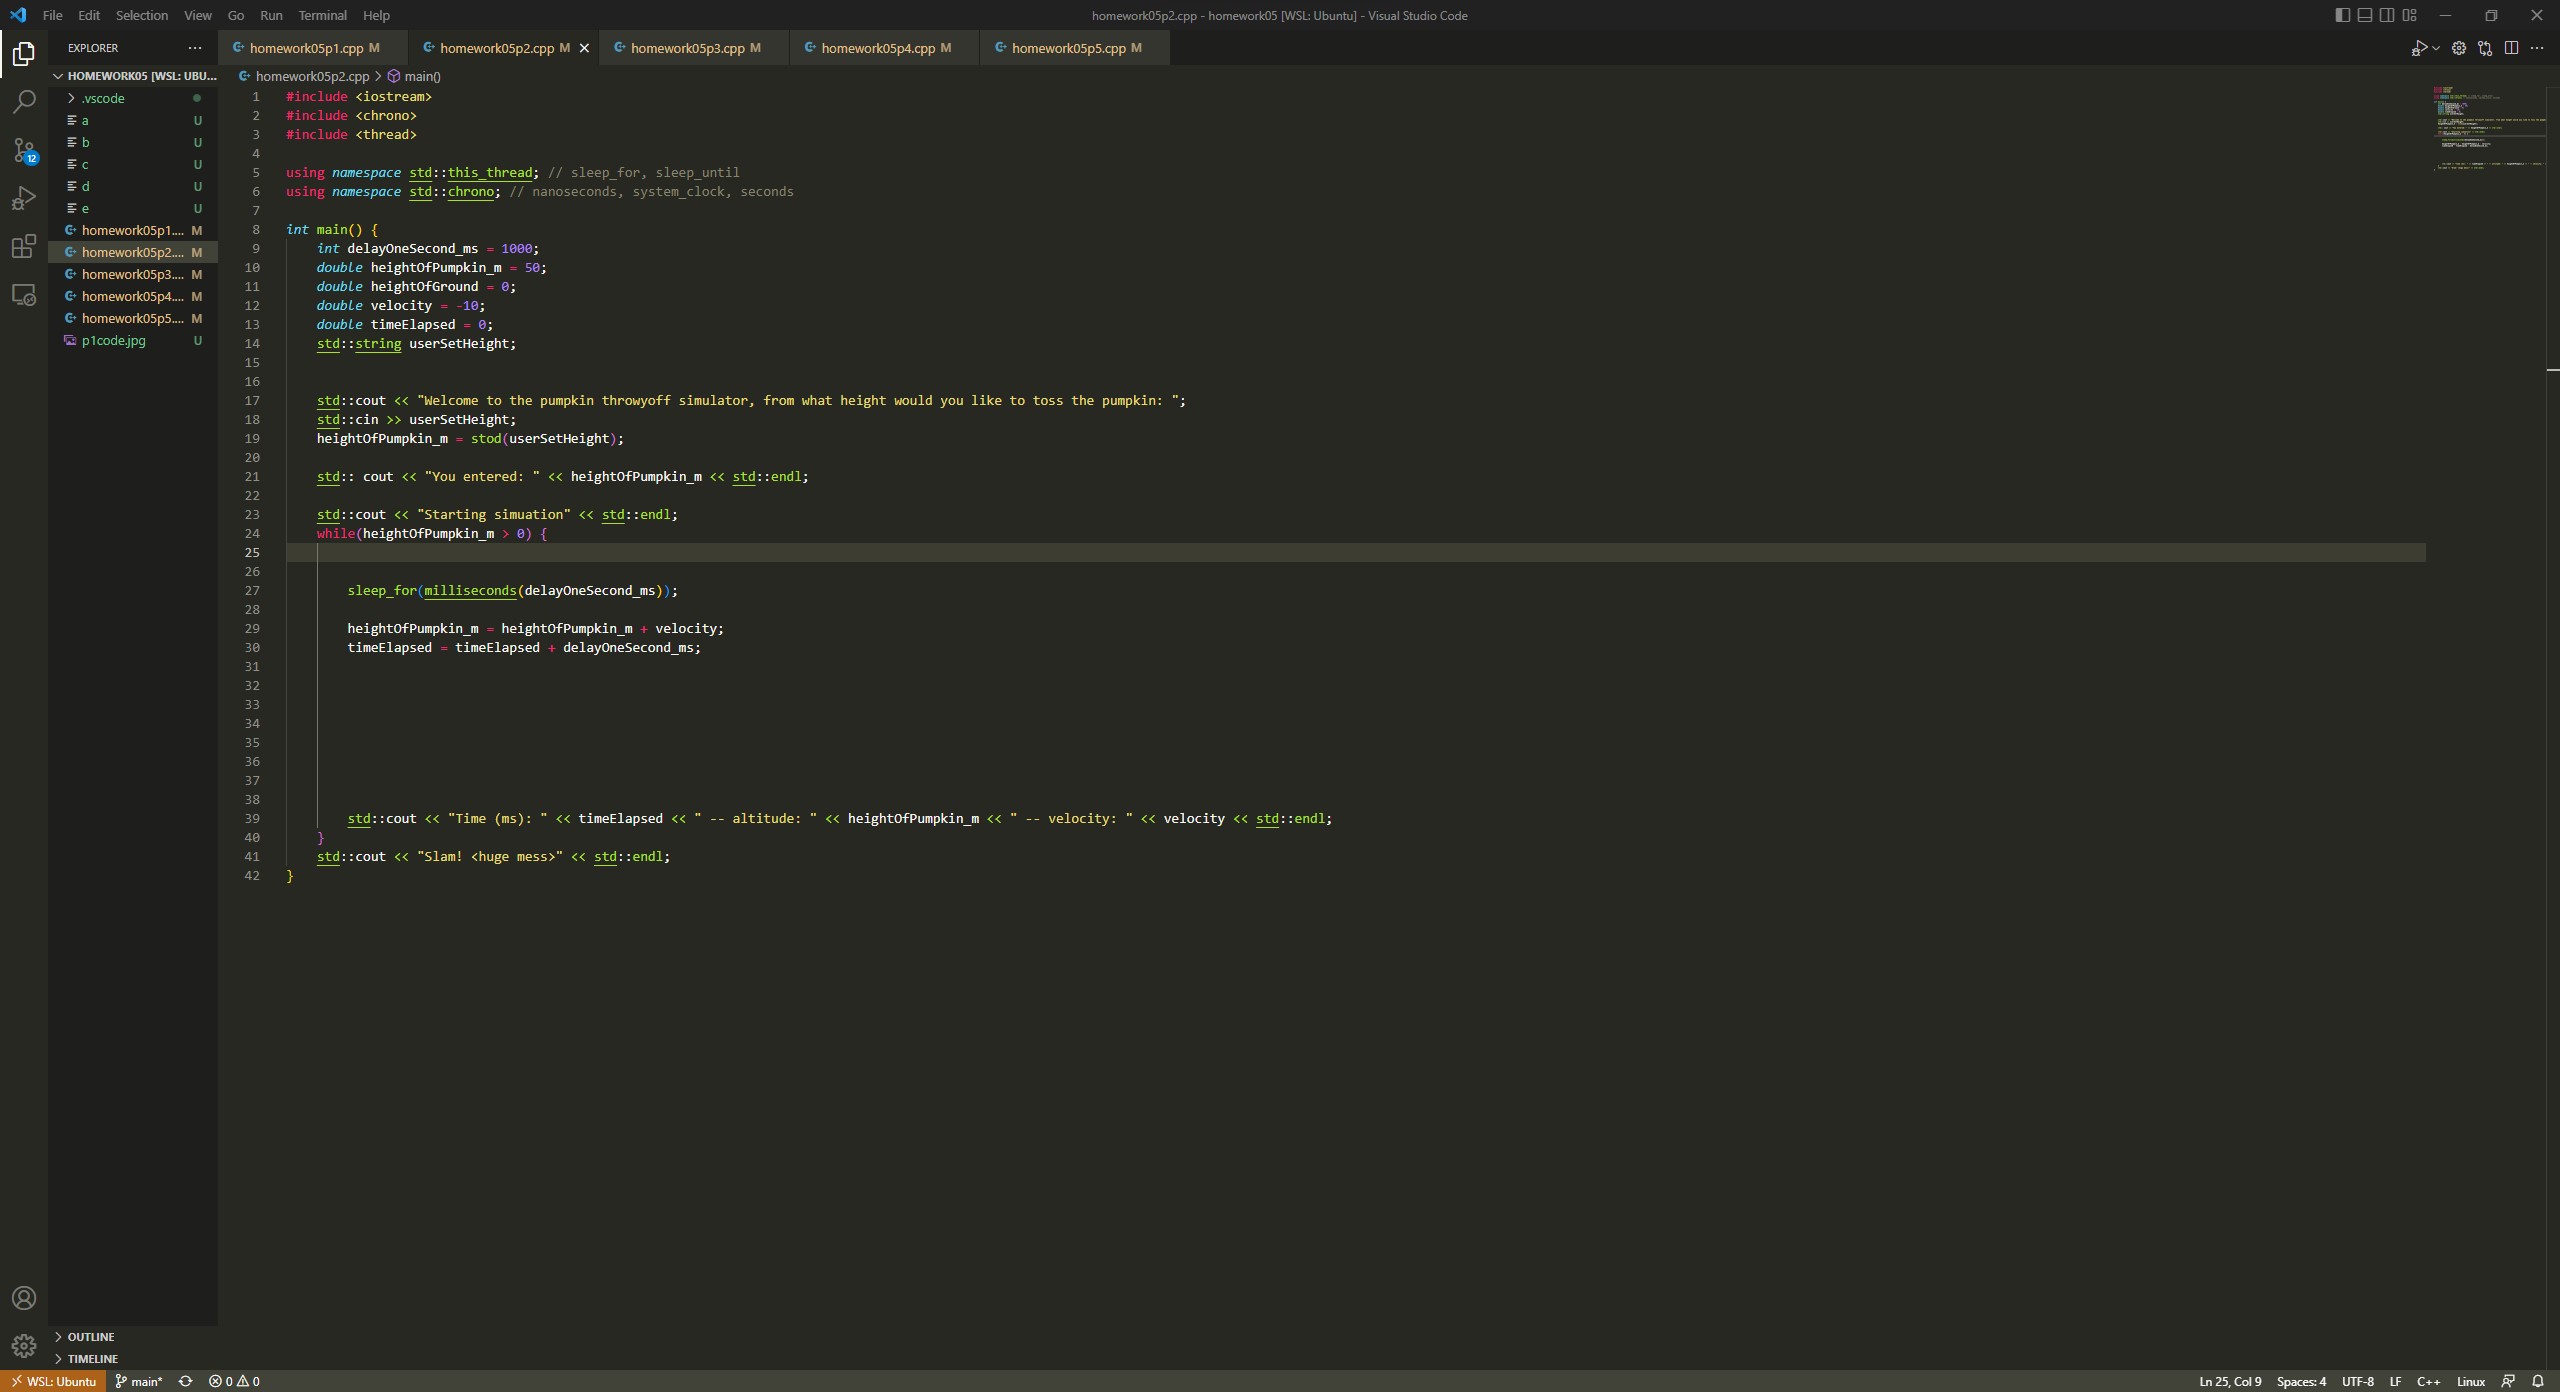 File Edit Selection View Go Run Terminal Help
homework05p2.cpp - homework05 [WSL: Ubuntu] - Visual Studio Code
EXPLORER
homework05p1.cpp M
homework05p2.cpp M
homework05p3.cpp M
homework05p4.cpp M
homework05p5.cpp M
HOMEWORK05 [WSL: UBU...
.vscode
a U
b U
c U
d U
e U
homework05p1.... M
homework05p2.... M
homework05p3.... M
homework05p4.... M
homework05p5.... M
p1code.jpg U
12
homework05p2.cpp > main()
1 #include <iostream>
2 #include <chrono>
3 #include <thread>
4
5 using namespace std::this_thread; // sleep_for, sleep_until
6 using namespace std::chrono; // nanoseconds, system_clock, seconds
7
8 int main() {
9 int delayOneSecond_ms = 1000;
10 double heightOfPumpkin_m = 50;
11 double heightOfGround = 0;
12 double velocity = -10;
13 double timeElapsed = 0;
14 std::string userSetHeight;
15
16
17 std::cout << "Welcome to the pumpkin throwyoff simulator, from what height would you like to toss the pumpkin: ";
18 std::cin >> userSetHeight;
19 heightOfPumpkin_m = stod(userSetHeight);
20
21 std:: cout << "You entered: " << heightOfPumpkin_m << std::endl;
22
23 std::cout << "Starting simuation" << std::endl;
24 while(heightOfPumpkin_m > 0) {
25
26
27 sleep_for(milliseconds(delayOneSecond_ms));
28
29 heightOfPumpkin_m = heightOfPumpkin_m + velocity;
30 timeElapsed = timeElapsed + delayOneSecond_ms;
31
32
33
34
35
36
37
38
39 std::cout << "Time (ms): " << timeElapsed << " -- altitude: " << heightOfPumpkin_m << " -- velocity: " << velocity << std::endl;
40 }
41 std::cout << "Slam! <huge mess>" << std::endl;
42 }
OUTLINE
TIMELINE
WSL: Ubuntu main* 0 0
Ln 25, Col 9 Spaces: 4 UTF-8 LF C++ Linux